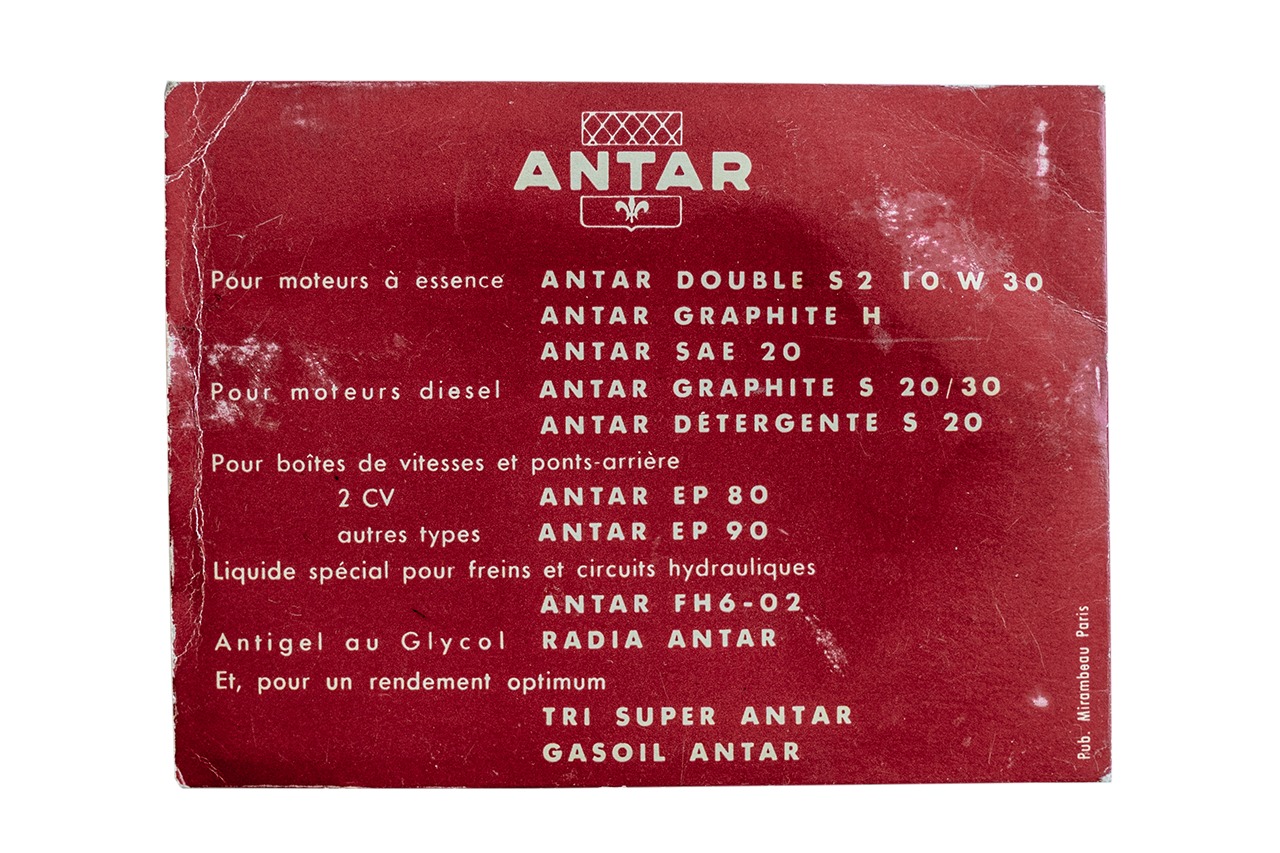 ANTAR
Pour moteurs à essence ANTAR DOUBLE S 2 10 W 30
ANTAR GRAPHITE H
ANTAR SAE 20
Pour moteurs diesel ANTAR GRAPHITE S 20/30
ANTAR DÉTERGENTE S 20
Pour boîtes de vitesses et ponts-arrière
2 CV ANTAR EP 80
autres types ANTAR EP 90
Liquide spécial pour freins et circuits hydrauliques
ANTAR FH6-02
Antigel au Glycol RADIA ANTAR
Et, pour un rendement optimum
TRI SUPER ANTAR
GASOIL ANTAR
Pub. Mirambeau Paris